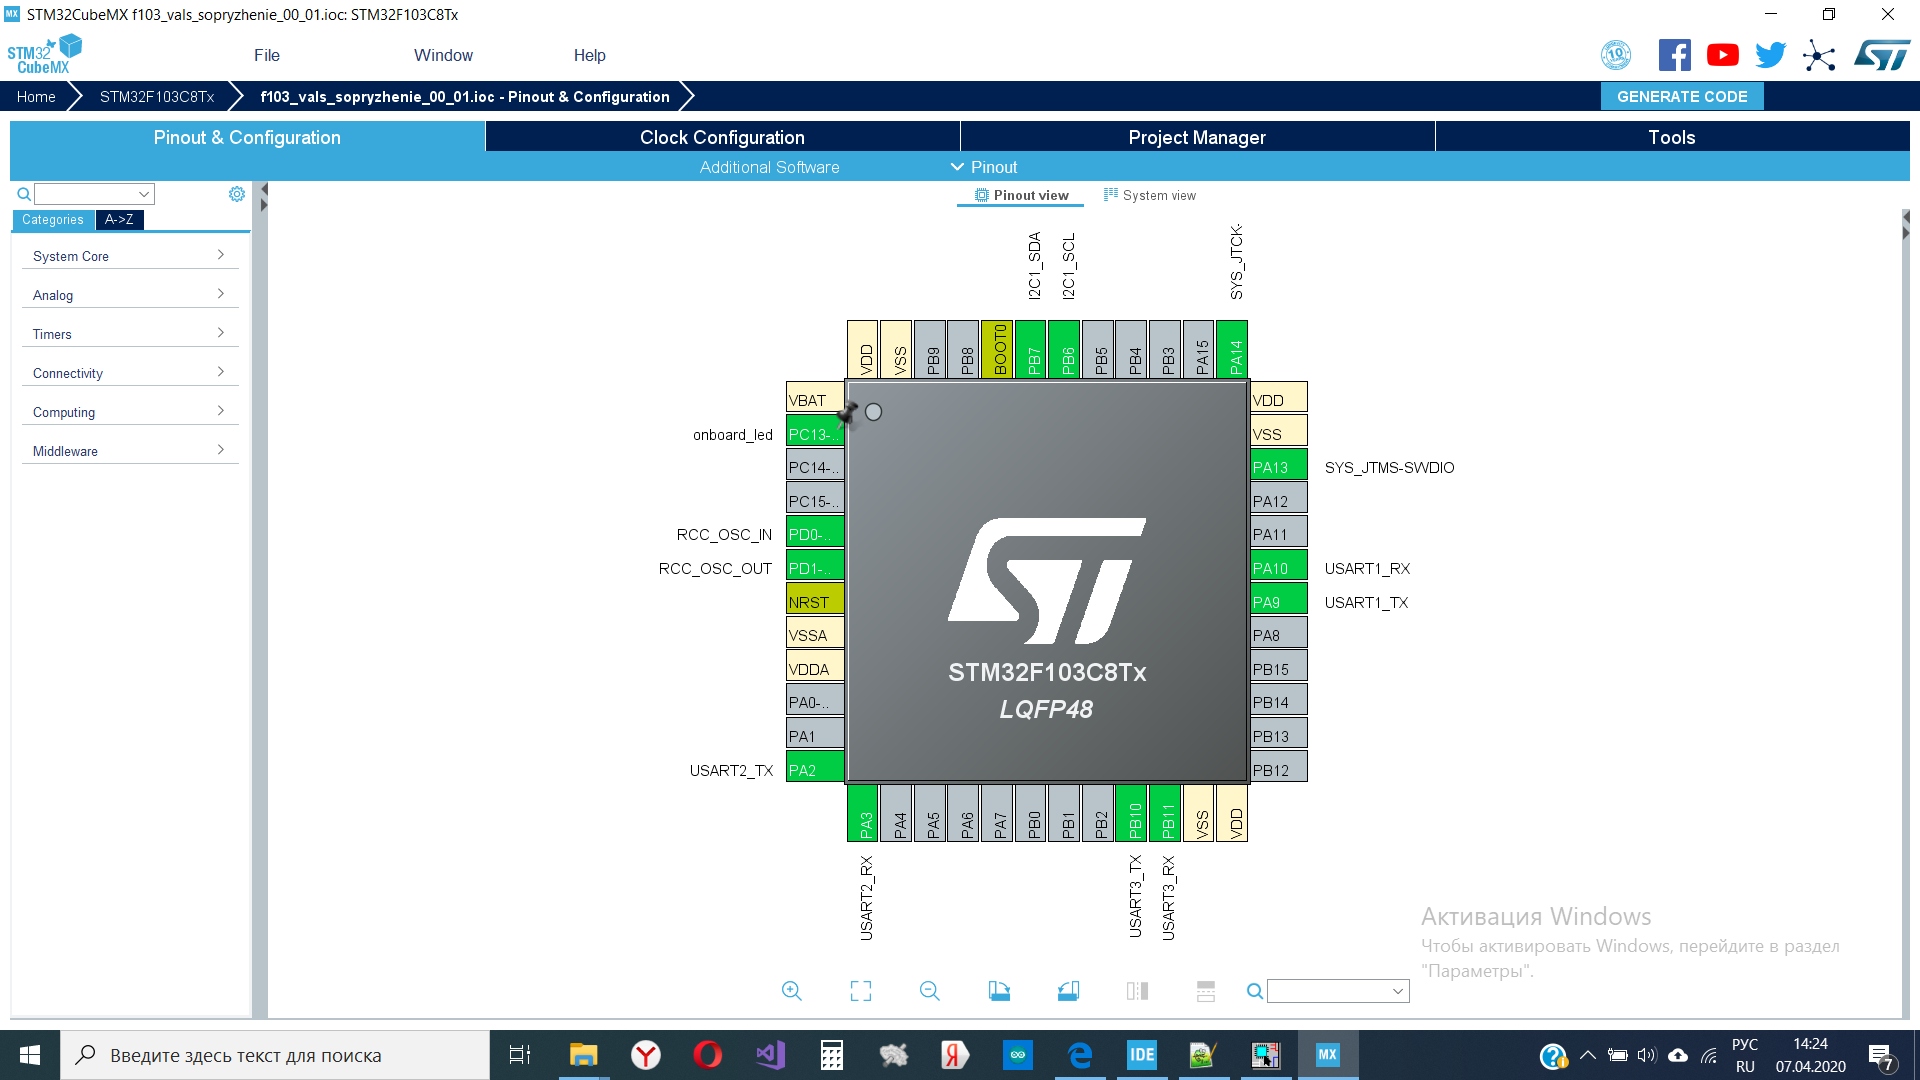 STM32CubeMX f103_vals_sopryzhenie_00_01.ioc: STM32F103C8Tx
STM32
CubeMX
File
Window
Help
Home
STM32F103C8Tx
f103_vals_sopryzhenie_00_01.ioc - Pinout & Configuration
GENERATE CODE
Pinout & Configuration
Clock Configuration
Project Manager
Tools
Additional Software
Pinout
Pinout view
System view
Categories
A->Z
System Core
Analog
Timers
Connectivity
Computing
Middleware
I2C1_SDA
I2C1_SCL
SYS_JTCK-
VDD
VSS
PB9
PB8
BOOT0
PB7
PB6
PB5
PB4
PB3
PA15
PA14
VBAT
onboard_led
PC13-..
PC14-..
PC15-..
RCC_OSC_IN
PD0-..
RCC_OSC_OUT
PD1-..
NRST
VSSA
VDDA
PA0-..
PA1
USART2_TX
PA2
VDD
VSS
PA13
SYS_JTMS-SWDIO
PA12
PA11
PA10
USART1_RX
PA9
USART1_TX
PA8
PB15
PB14
PB13
PB12
STM32F103C8Tx
LQFP48
PA3
PA4
PA5
PA6
PA7
PB0
PB1
PB2
PB10
PB11
VSS
VDD
USART2_RX
USART3_TX
USART3_RX
Активация Windows
Чтобы активировать Windows, перейдите в раздел
"Параметры".
Введите здесь текст для поиска
IDE
MX
РУС
RU
14:24
07.04.2020
7